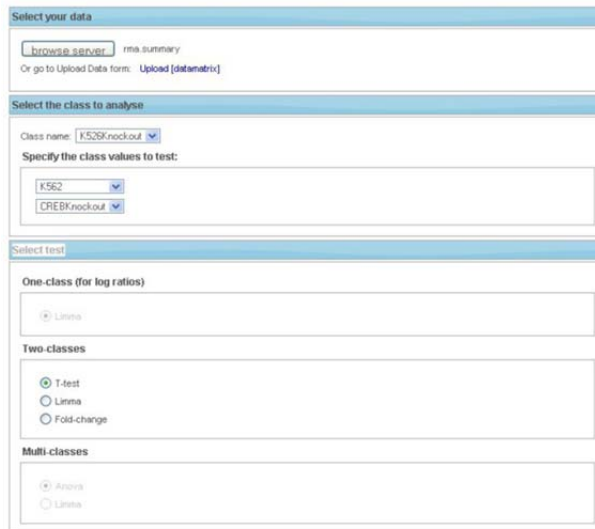 Select your data
browse server rma.summary
Or go to Upload Data form: Upload [datamatrix]
Select the class to analyse
Class name: K526Knockout
Specify the class values to test:
K562
CREBKnockout
Select test
One-class (for log ratios)
Limma
Two-classes
T-test
Limma
Fold-change
Multi-classes
Anova
Limma